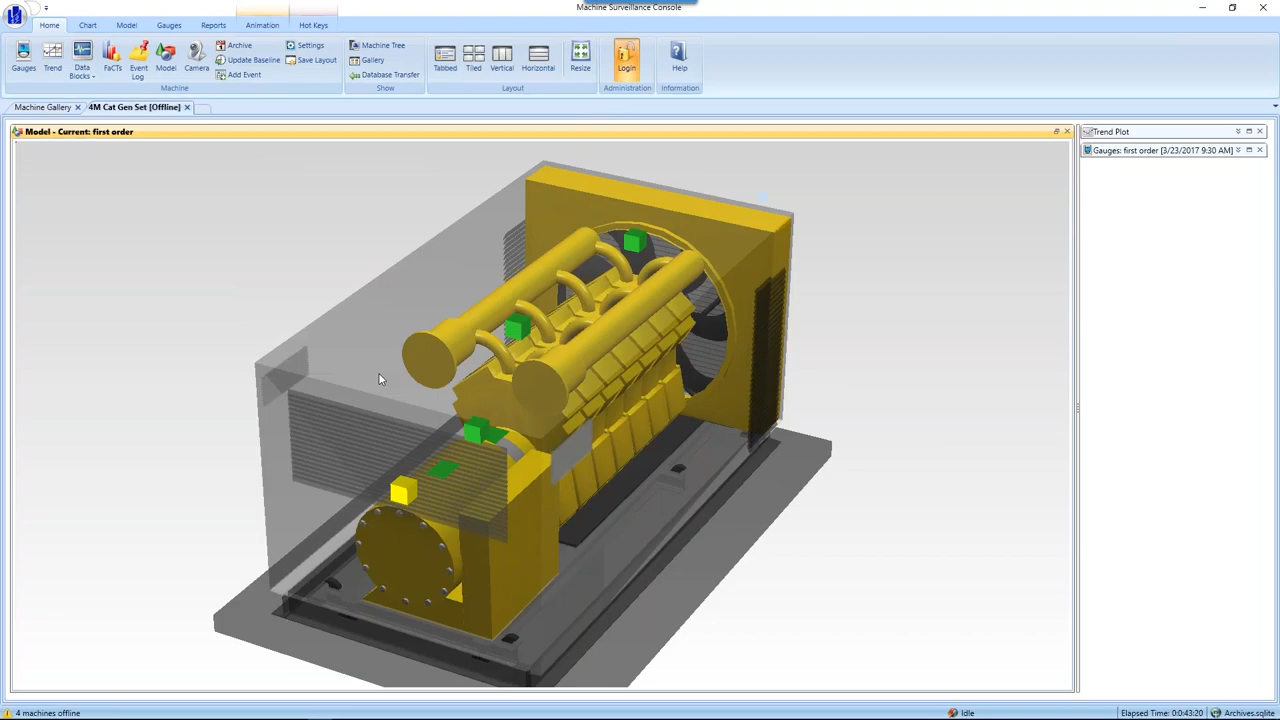 Machine Surveillance Console
Home Chart Model Gauges Reports Animation Hot Keys
Gauges Trend Data Blocks FaCTs Event Log Model Camera
Archive
Update Baseline
Add Event
Settings
Save Layout
Machine
Machine Tree
Gallery
Database Transfer
Show
Tabbed Tiled Vertical Horizontal Resize
Layout
Login
Administration
Help
Information
Machine Gallery 4M Cat Gen Set [Offline]
Model - Current: first order
Trend Plot
Gauges: first order [3/23/2017 9:30 AM]
4 machines offline Idle Elapsed Time: 0:43:20 Archives.sqlite